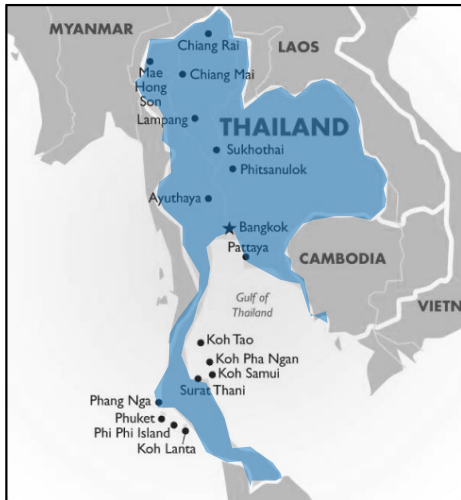 MYANMAR
LAOS
Chiang Rai
Mae
Hong
Son
Chiang Mai
Lampang
THAILAND
Sukhothai
Phitsanulok
Ayuthaya
Bangkok
Pattaya
CAMBODIA
Gulf of
Thailand
VIETN
Koh Tao
Koh Pha Ngan
Koh Samui
Surat Thani
Phang Nga
Phuket
Phi Phi Island
Koh Lanta